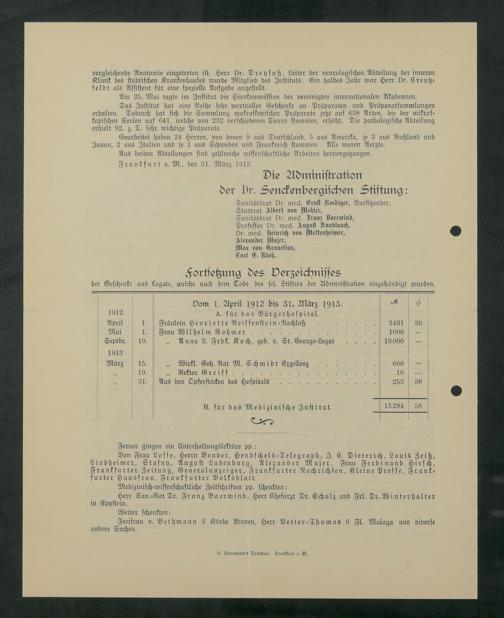 vergleichende Anatomie eingetreten ist. Herr Dr. Dreyfuß, Leiter der neurologischen Abteilung der inneren
Klinik des städtischen Krankenhauses wurde Mitglied des Instituts. Ein halbes Jahr war Herr Dr. Creutz-
feldt als Assistent für eine spezielle Aufgabe angestellt.
Am 25. Mai tagte im Institut die Hirnkommission der vereinigten internationalen Akademien.
Das Institut hat eine Reihe sehr wertvoller Geschenke an Präparaten und Präparatsammlungen
erhalten. Dadurch hat sich die Sammlung makroskopischer Präparate jetzt auf 638 Arten, die der mikros-
kopischen Serien auf 641, welche von 222 verschiedenen Tieren stammen, erhöht. Die pathologische Abteilung
erhielt 92, z. T. sehr wichtige Präparate.
Gearbeitet haben 24 Herren, von denen 9 aus Deutschland, 5 aus Amerika, je 3 aus Rußland und
Japan, 2 aus Italien und je 1 aus Schweden und Frankreich stammen. Alle waren Aerzte.
Aus beiden Abteilungen sind zahlreiche wissenschaftliche Arbeiten hervorgegangen.
Frankfurt a. M., den 31. März 1913.
Die Administration
der Dr. Senckenbergischen Stiftung:
Sanitätsrat Dr. med. Ernst Roediger, Vorsitzender,
Stadtrat Albert von Metzler,
Sanitätsrat Dr. med. Franz Baerwind,
Professor Dr. med. August Knoblauch,
Dr. med. Heinrich von Mettenheimer,
Alexander Majer,
Max von Grunelius,
Carl E. Klotz.
Fortsetzung des Verzeichnisses
der Geschenke und Legate, welche nach dem Tode des sel. Stifters der Administration eingehändigt wurden.
Vom 1. April 1912 bis 31. März 1913. ℳ ₰
1912 A. für das Bürgerhospital.
April 1. Fräulein Henriette Reiffenstein-Nachlaß 3431 20
Mai 1. Frau Wilhelm Rohmer 1000 —
Septbr. 10. „ Anna L. Frdk. Koch, geb. v. St. George-Legat 10000 —
1913
März 15. „ Wirkl. Geh. Rat M. Schmidt Exzellenz 600 —
„ 19. „ Rektor Greiff 10 —
„ 31. Aus den Opferstöcken des Hospitals 253 38
B. für das Medizinische Institut. 15294 58
Ferner gingen ein Unterhaltungslektüre pp.:
Von Frau Hirsch, Herrn Bender, Hendschels-Telegraph, J. C. Dieterich, Louis Zeiß,
Lindheimer, August Ladenburg, Alexander Majer, Frau Ferdinand Hirsch,
Frankfurter Zeitung, Generalanzeiger, Frankfurter Nachrichten, Kleine Presse, Frank-
further Hausfrau, Frankfurter Volksblatt.
Medizinisch-wissenschaftliche Zeitschriften pp. schenkten:
Herr San.-Rat Dr. Franz Baerwind, Herr Chefarzt Dr. Scholz und Frl. Dr. Winterhalter
in Eppstein.
Weiter schenkten:
Freifrau v. Bethmann 3 Körbe Birnen, Herr Vetter-Thomas 6 Fl. Malaga und diverse
andere Sachen.